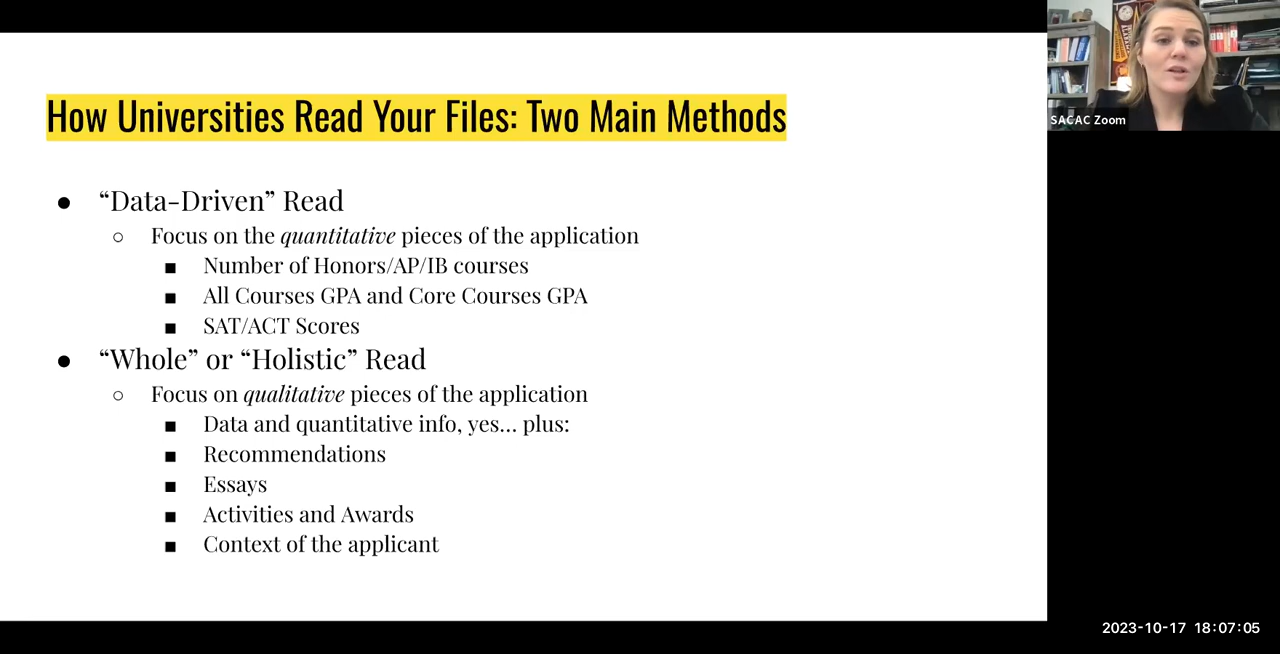 How Universities Read Your Files: Two Main Methods
● “Data-Driven” Read
○ Focus on the quantitative pieces of the application
■ Number of Honors/AP/IB courses
■ All Courses GPA and Core Courses GPA
■ SAT/ACT Scores
● “Whole” or “Holistic” Read
○ Focus on qualitative pieces of the application
■ Data and quantitative info, yes... plus:
■ Recommendations
■ Essays
■ Activities and Awards
■ Context of the applicant
SACAC Zoom
2023-10-17 18:07:05